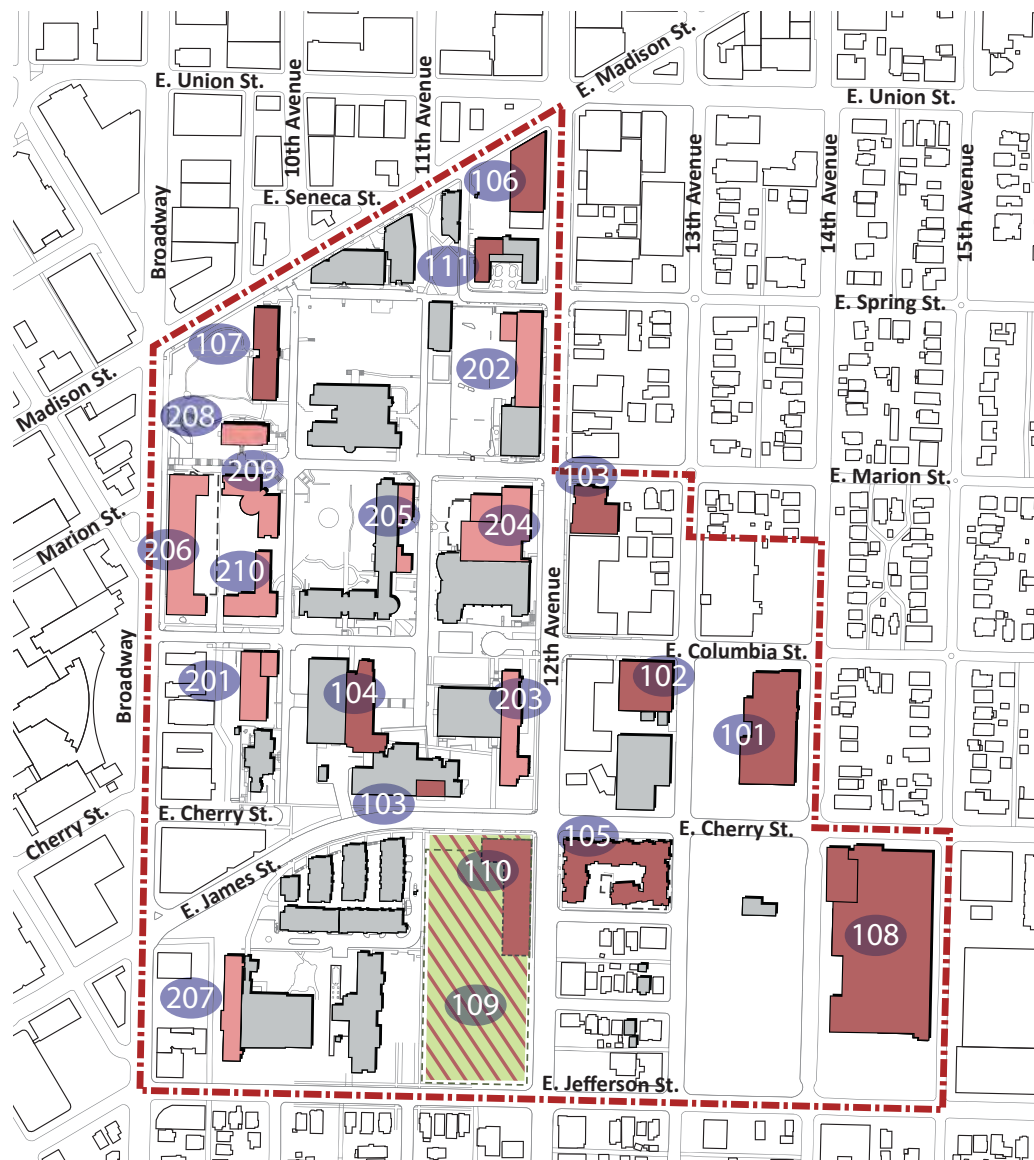 E. Madison St.
E. Union St.
E. Union St.
10th Avenue
11th Avenue
106
E. Seneca St.
13th Avenue
14th Avenue
15th Avenue
Broadway
111
E. Spring St.
107
202
Madison St.
208
209
103
E. Marion St.
205
204
Marion St.
206
210
12th Avenue
E. Columbia St.
Broadway
201
104
203
102
101
103
E. Cherry St.
Cherry St.
105
E. Cherry St.
110
E. James St.
108
207
109
E. Jefferson St.